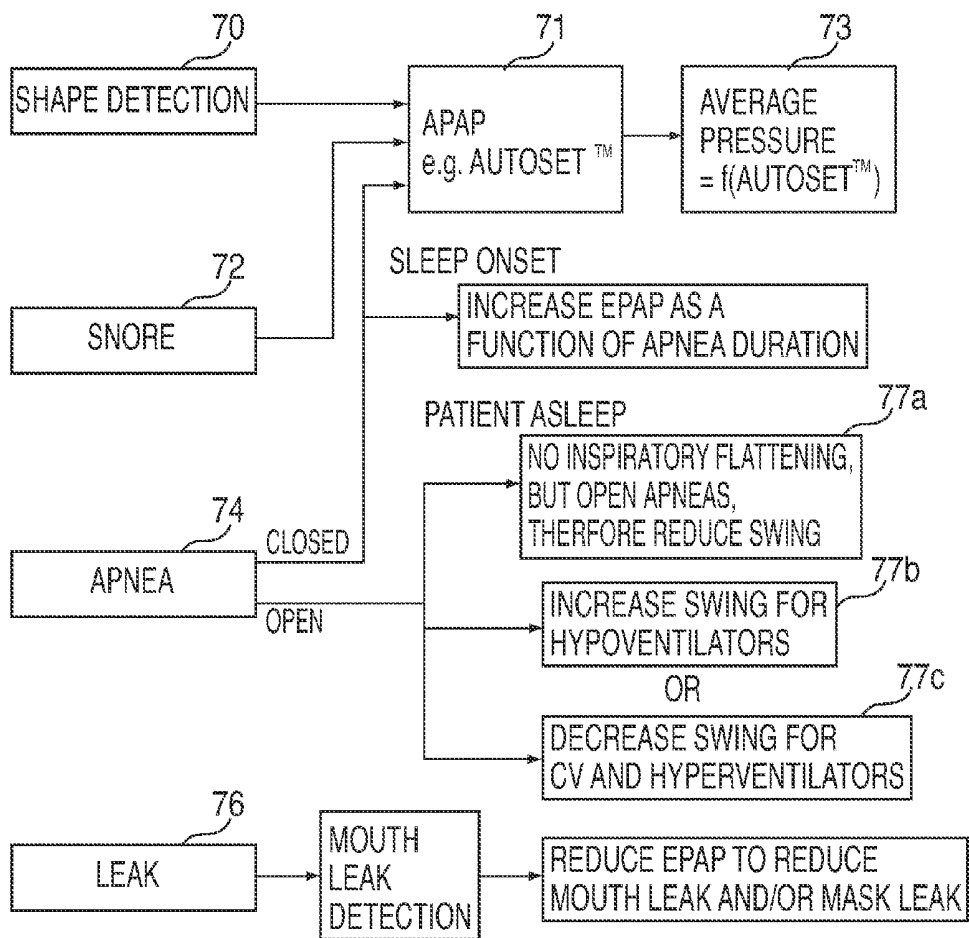 70
SHAPE DETECTION
71
APAP
e.g. AUTOSET ™
73
AVERAGE
PRESSURE
= f(AUTOSET™)
72
SNORE
SLEEP ONSET
INCREASE EPAP AS A
FUNCTION OF APNEA DURATION
PATIENT ASLEEP
77a
NO INSPIRATORY FLATTENING,
BUT OPEN APNEAS,
THERFORE REDUCE SWING
74
APNEA
CLOSED
OPEN
77b
INCREASE SWING FOR
HYPOVENTILATORS
OR
77c
DECREASE SWING FOR
CV AND HYPERVENTILATORS
76
LEAK
MOUTH
LEAK
DETECTION
REDUCE EPAP TO REDUCE
MOUTH LEAK AND/OR MASK LEAK